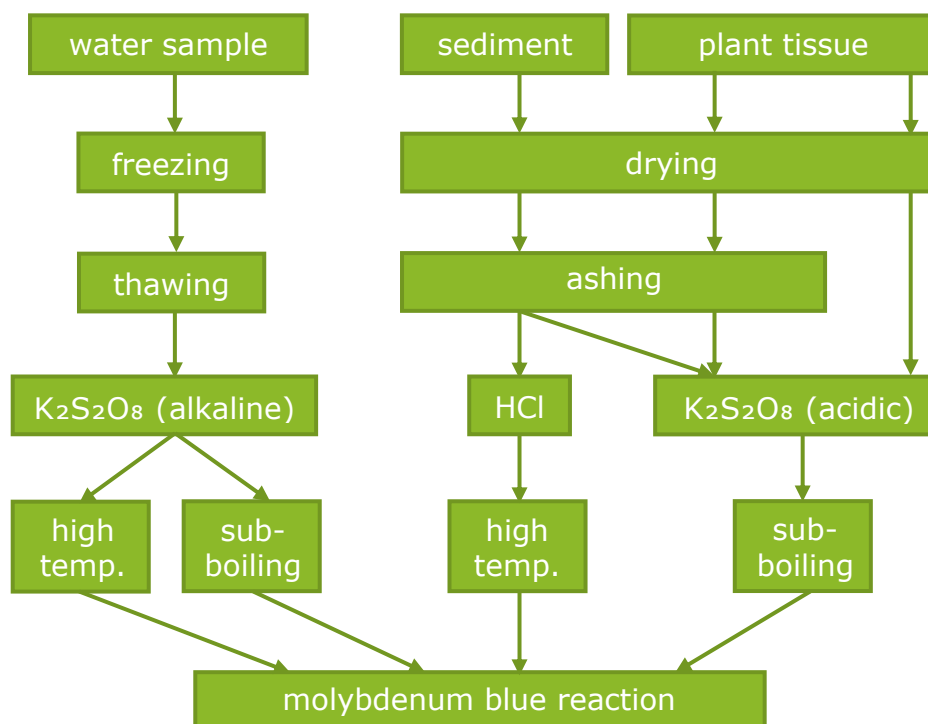 water sample
sediment
plant tissue
freezing
drying
thawing
ashing
K₂S₂O₈ (alkaline)
HCl
K₂S₂O₈ (acidic)
high
temp.
sub-
boiling
high
temp.
sub-
boiling
molybdenum blue reaction